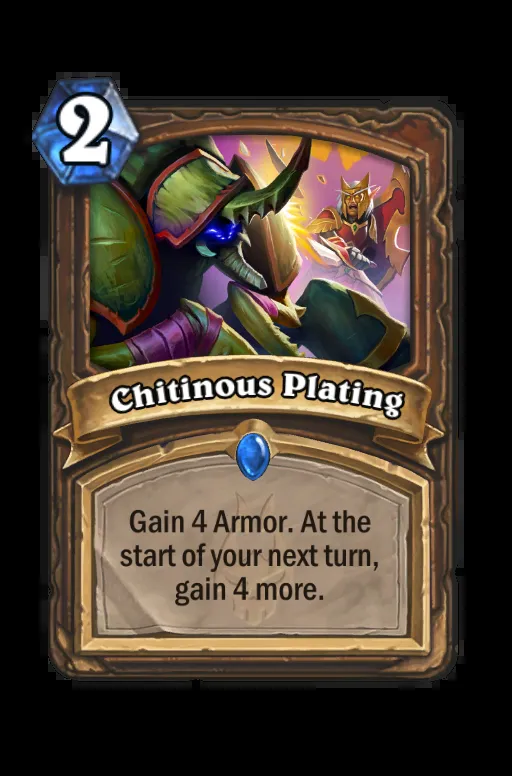 2
Chitinous Plating
Gain 4 Armor. At the
start of your next turn,
gain 4 more.